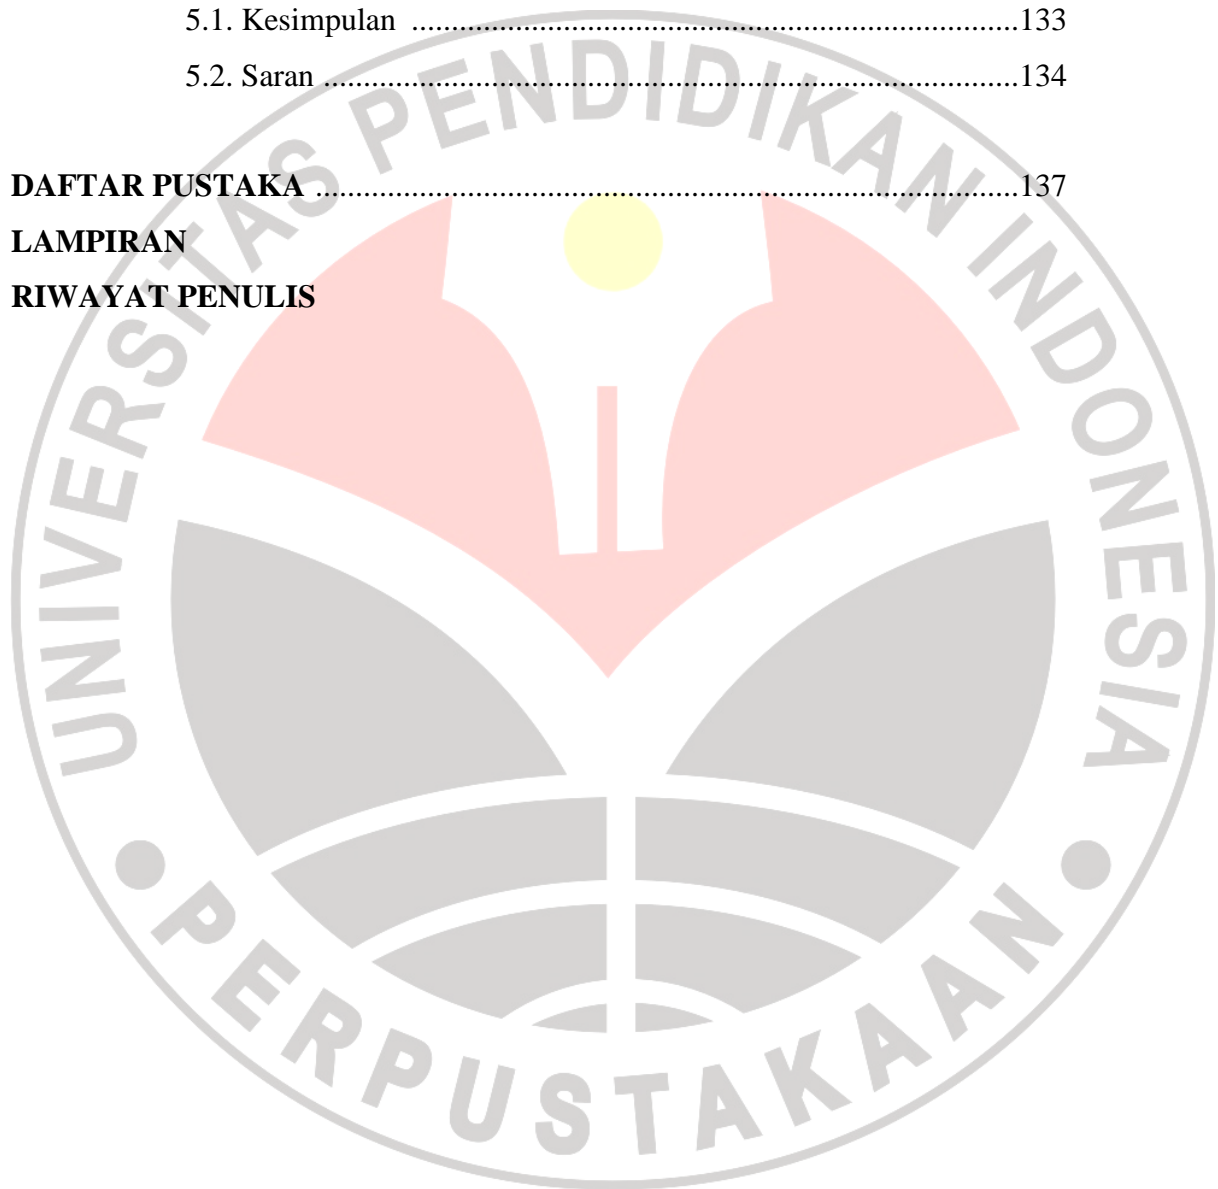 5.1. Kesimpulan ............................................................................133
5.2. Saran .......................................................................................134
DAFTAR PUSTAKA ........................................................................................137
LAMPIRAN
RIWAYAT PENULIS
UNIVERSITAS PENDIDIKAN INDONESIA
PERPUSTAKAAN